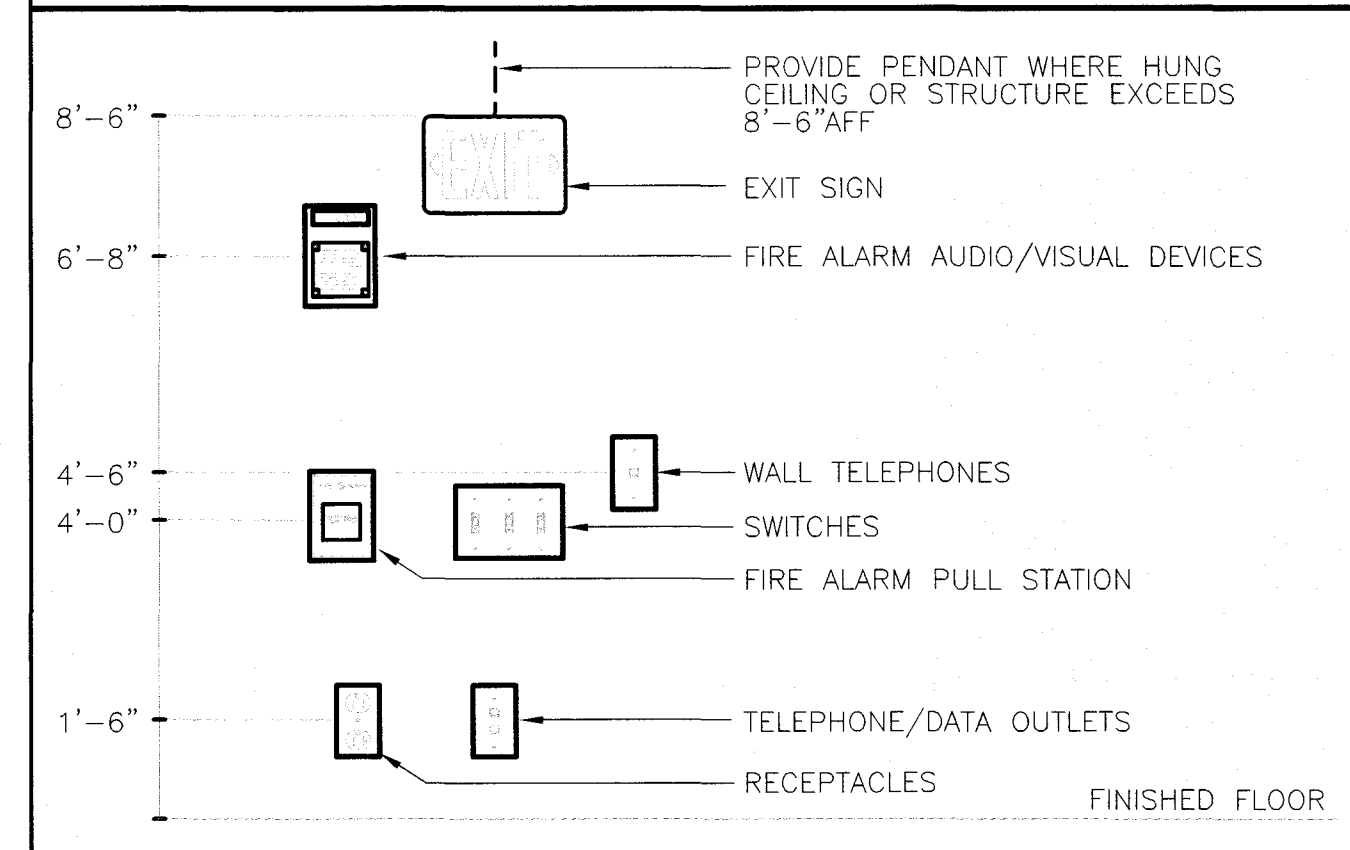 PROVIDE PENDANT WHERE HUNG
CEILING OR STRUCTURE EXCEEDS
8'-6"AFF
8'-6"
EXIT
EXIT SIGN
6'-8"
FIRE ALARM AUDIO/VISUAL DEVICES
4'-6"
WALL TELEPHONES
4'-0"
SWITCHES
FIRE ALARM PULL STATION
1'-6"
TELEPHONE/DATA OUTLETS
RECEPTACLES
FINISHED FLOOR